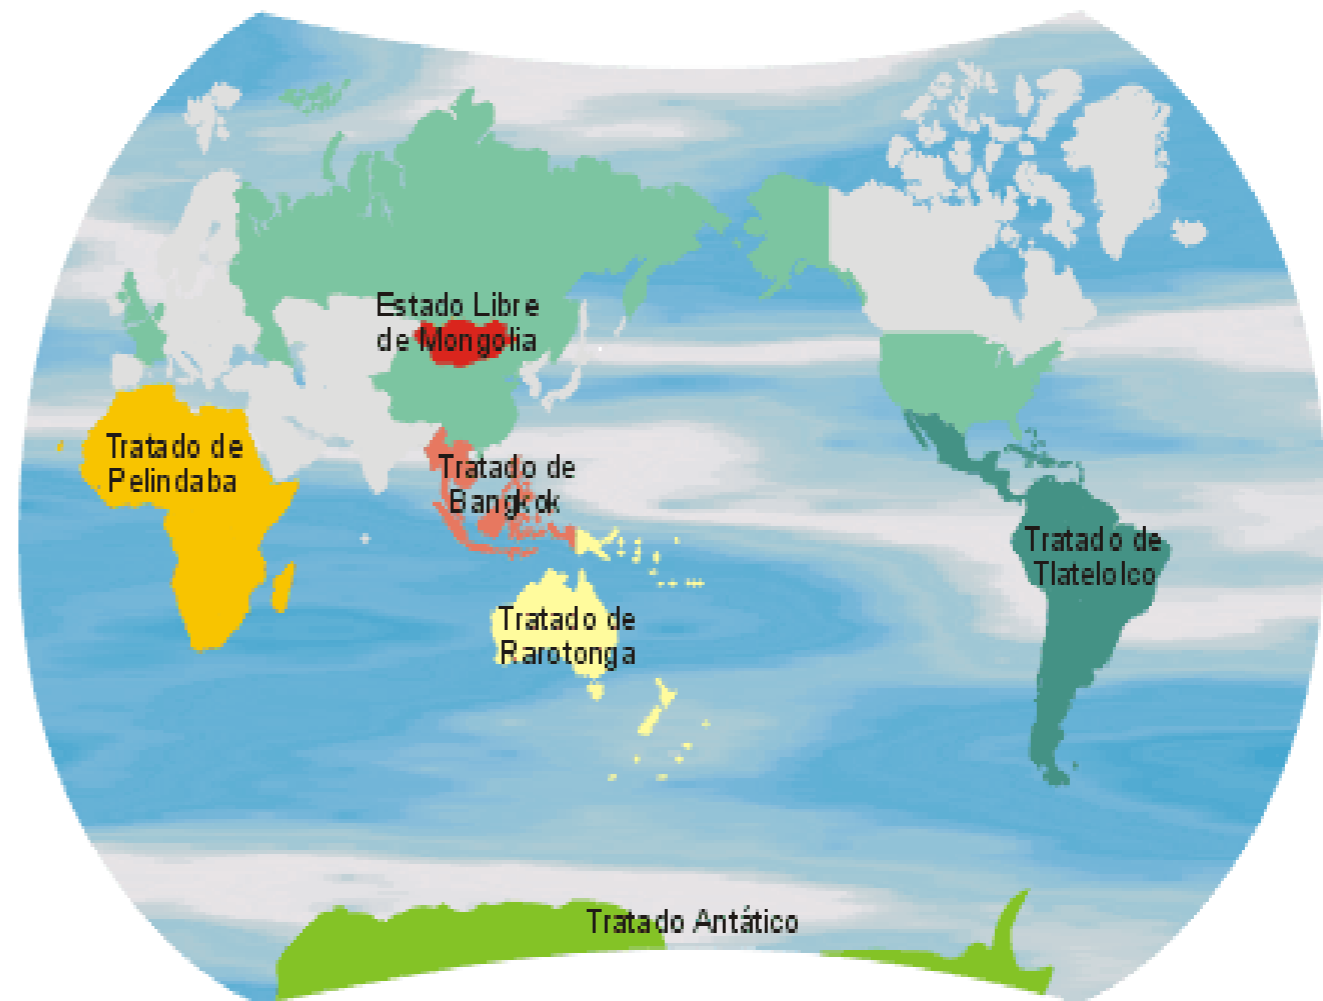 Estado Libre
de Mongolia
Tratado de
Pelindaba
Tratado de
Bangkok
Tratado de
Tlatelolco
Tratado de
Rarotonga
Tratado Antático